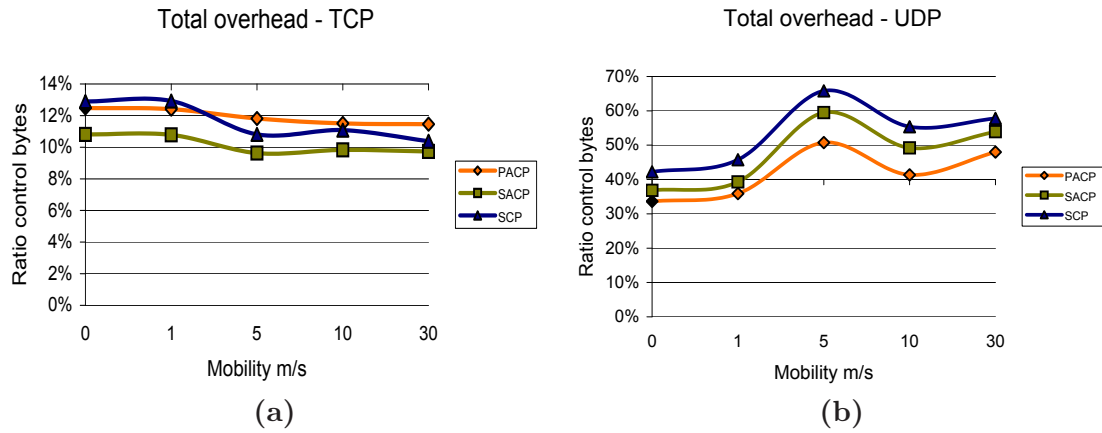 Total overhead - TCP
Ratio control bytes
14%
12%
10%
8%
6%
4%
2%
0%
0 1 5 10 30
Mobility m/s
PACP
SACP
SCP
(a)
Total overhead - UDP
Ratio control bytes
70%
60%
50%
40%
30%
20%
10%
0%
0 1 5 10 30
Mobility m/s
PACP
SACP
SCP
(b)